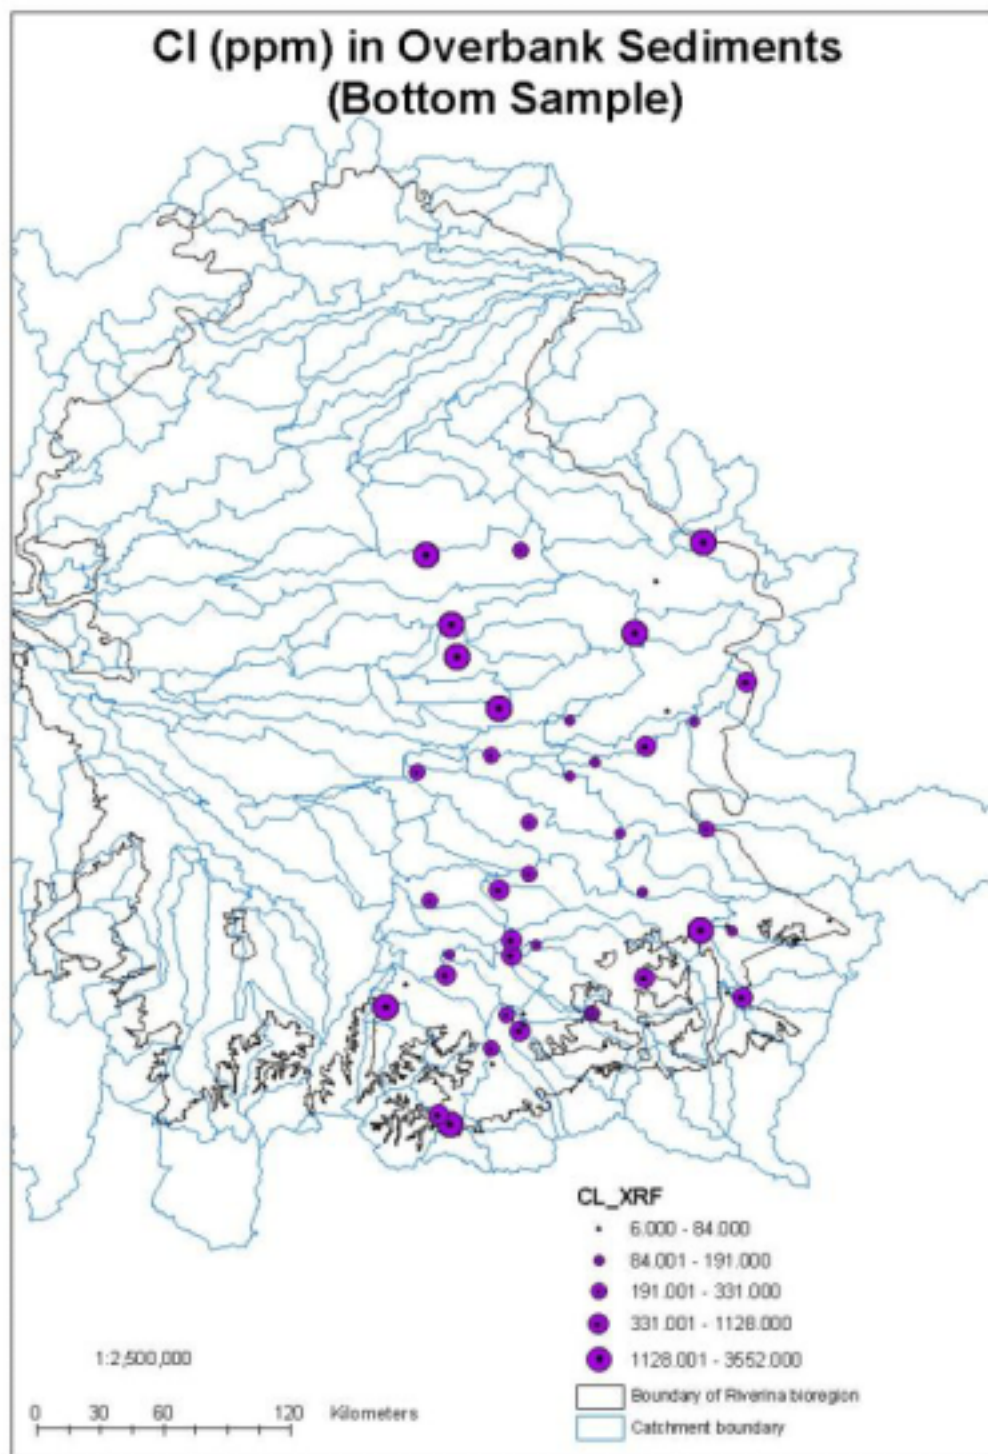 Cl (ppm) in Overbank Sediments
(Bottom Sample)
CL_XRF
6.000 - 84.000
84.001 - 191.000
191.001 - 331.000
331.001 - 1128.000
1128.001 - 3552.000
Boundary of Riverina bioregion
Catchment boundary
1:2,500,000
0 30 60 120 Kilometers